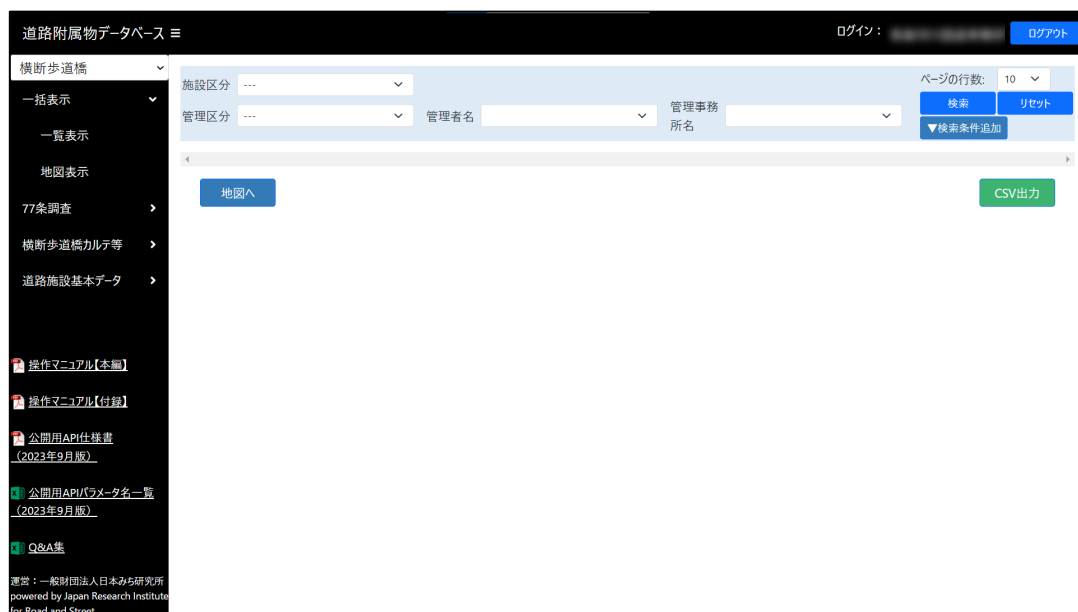 道路附属物データベース ≡
ログイン：
ログアウト
横断歩道橋
一括表示
一覧表示
地図表示
77条調査
横断歩道橋カルテ等
道路施設基本データ
操作マニュアル【本編】
操作マニュアル【付録】
公開用API仕様書
（2023年9月版）
公開用APIパラメータ名一覧
（2023年9月版）
Q&A集
運営：一般財団法人日本みち研究所
powered by Japan Research Institute
for Road and Street
施設区分 ---
管理区分 --- 管理者名 管理事務
所名
ページの行数: 10
検索 リセット
▼検索条件追加
地図へ
CSV出力